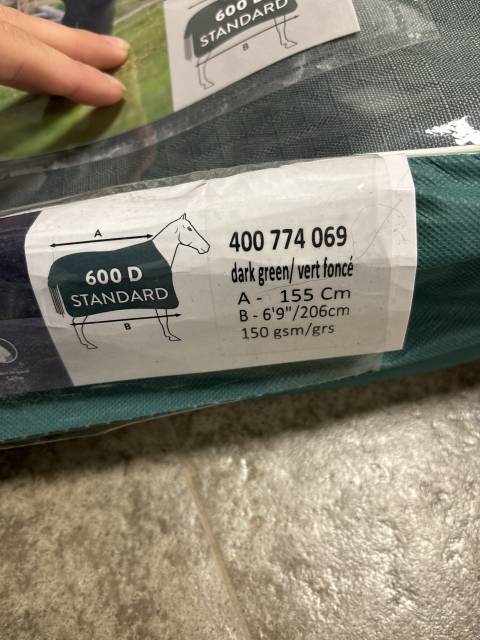 600 D
STANDARD
B
A
600 D
STANDARD
B
400 774 069
dark green/ vert foncé
A - 155 Cm
B - 6'9"/206cm
150 gsm/grs